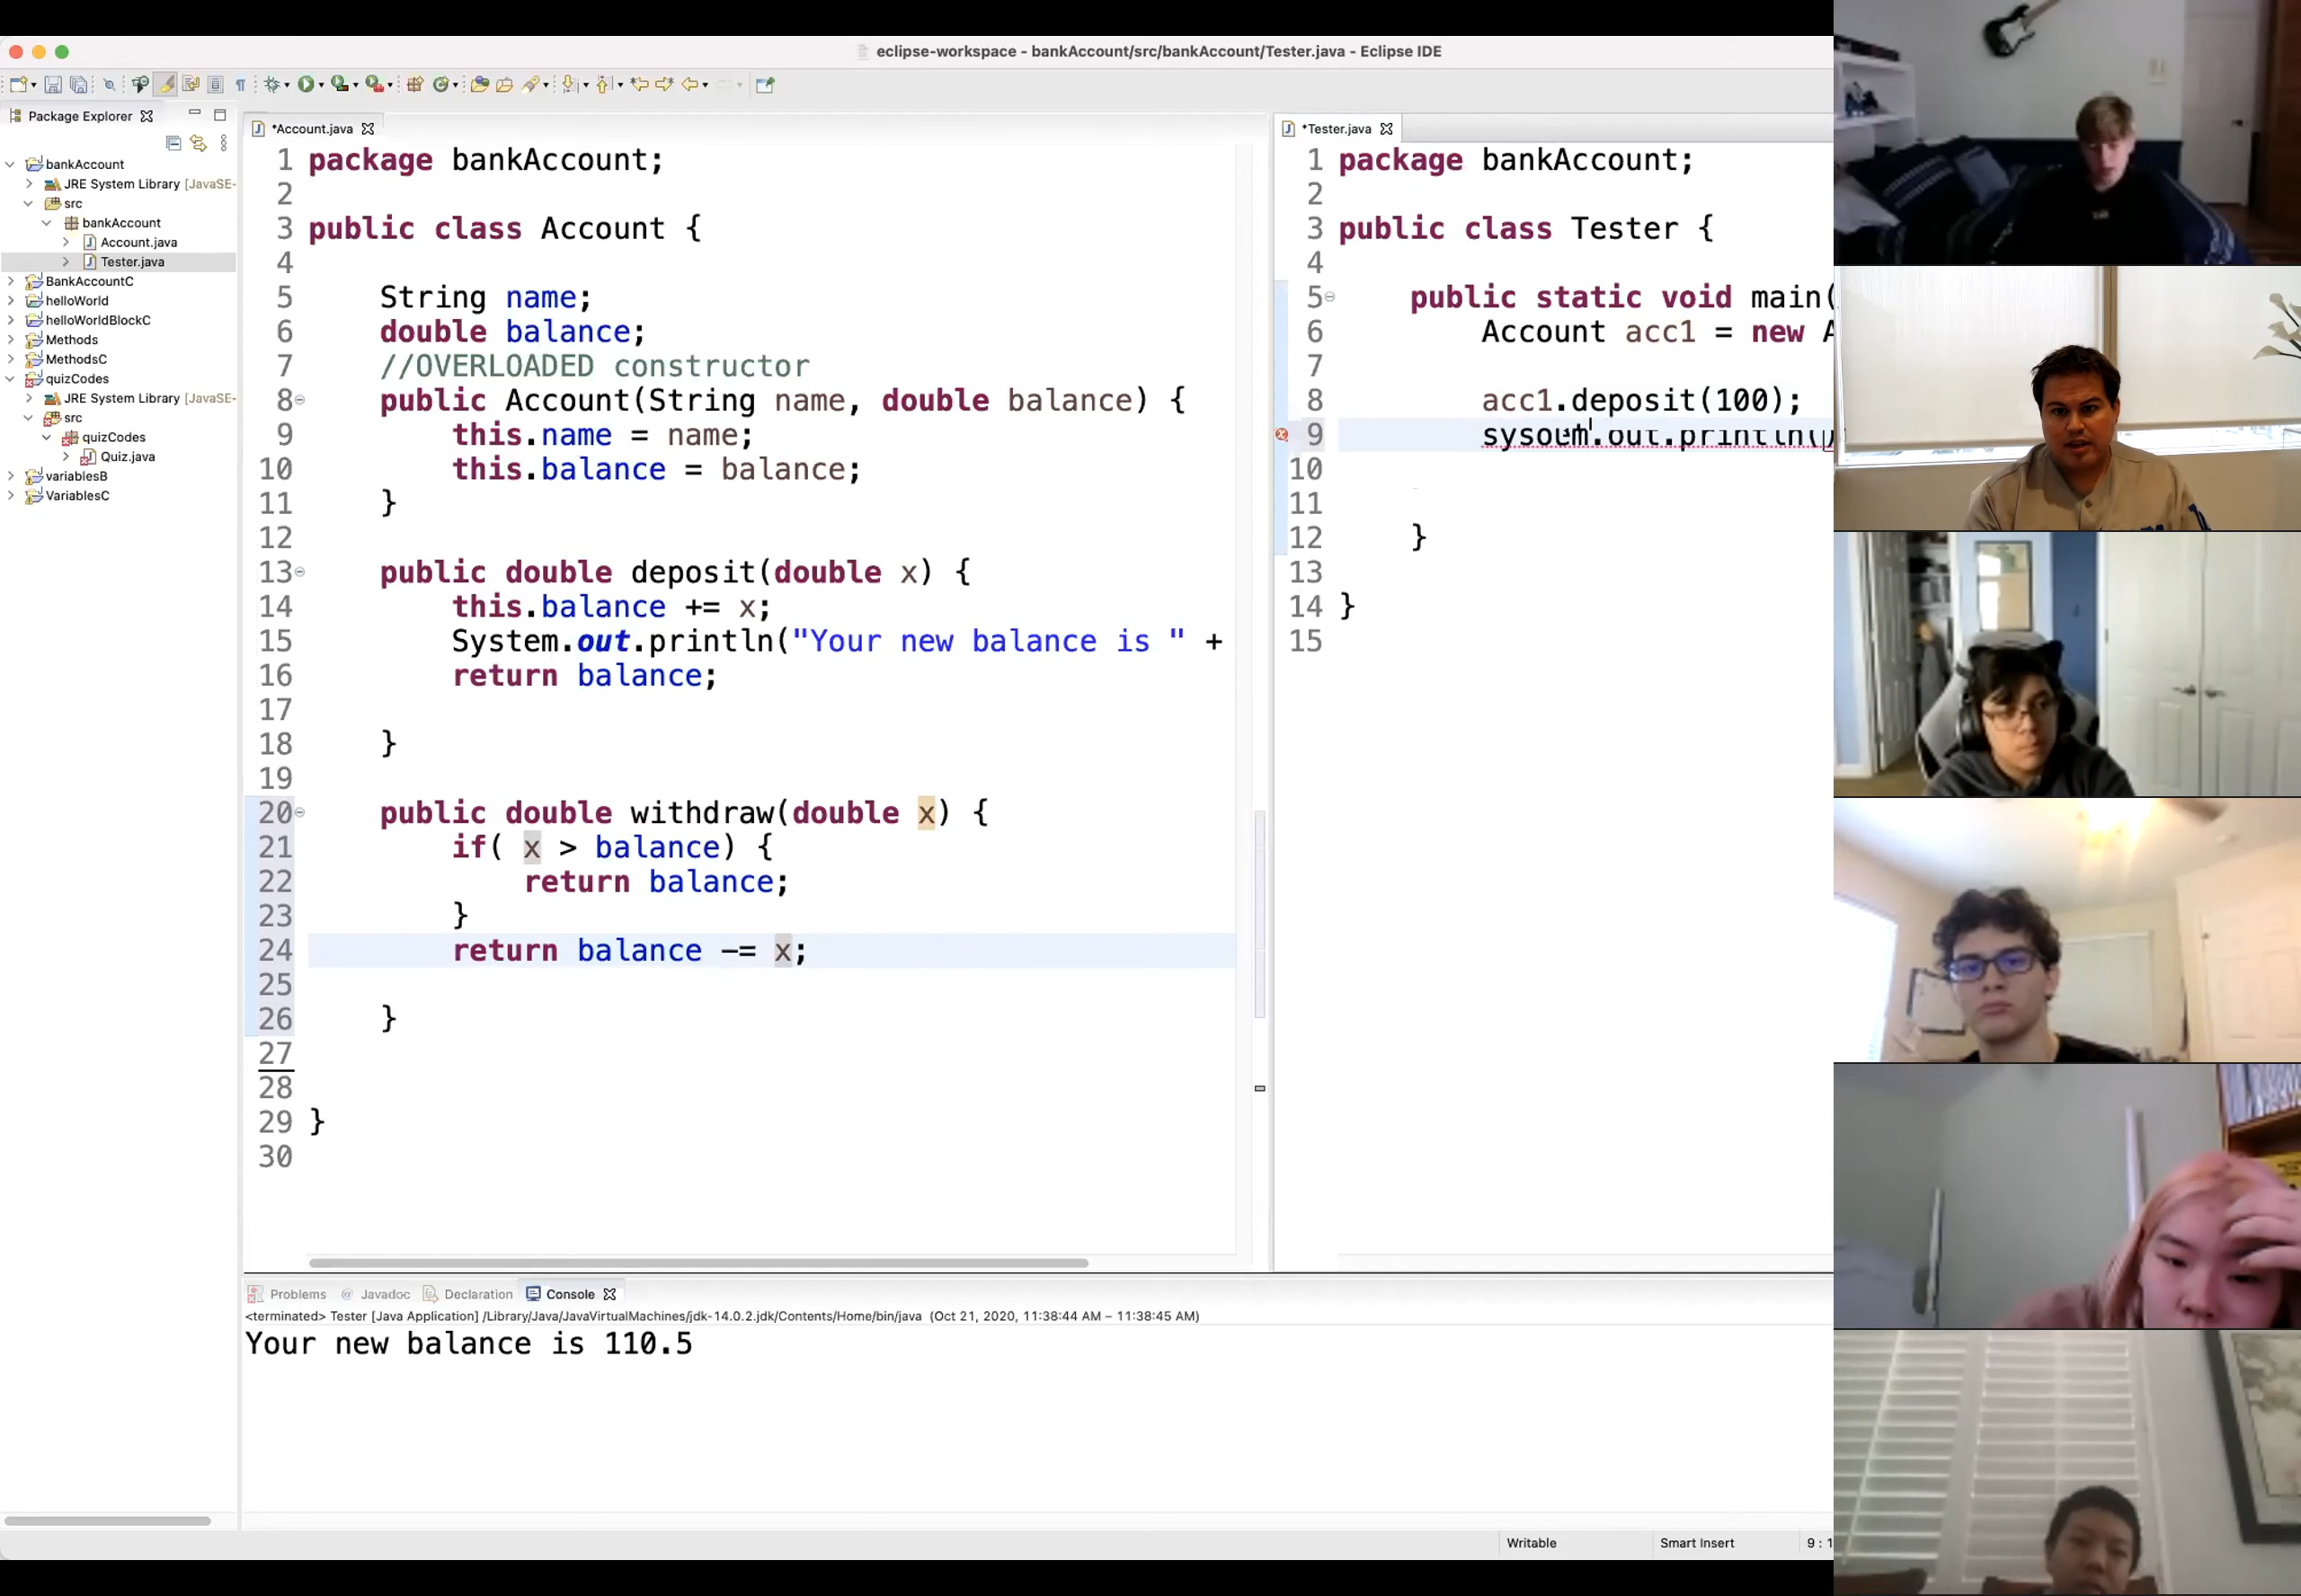 eclipse-workspace - bankAccount/src/bankAccount/Tester.java - Eclipse IDE
Package Explorer
bankAccount
JRE System Library [JavaSE-
src
bankAccount
Account.java
Tester.java
BankAccountC
helloWorld
helloWorldBlockC
Methods
MethodsC
quizCodes
JRE System Library [JavaSE-
src
quizCodes
Quiz.java
variablesB
VariablesC
*Account.java
1 package bankAccount;
2
3 public class Account {
4
5 String name;
6 double balance;
7 //OVERLOADED constructor
8 public Account(String name, double balance) {
9 this.name = name;
10 this.balance = balance;
11 }
12
13 public double deposit(double x) {
14 this.balance += x;
15 System.out.println("Your new balance is " +
16 return balance;
17
18 }
19
20 public double withdraw(double x) {
21 if( x > balance) {
22 return balance;
23 }
24 return balance -= x;
25
26 }
27
28
29 }
30
*Tester.java
1 package bankAccount;
2
3 public class Tester {
4
5 public static void main(
6 Account acc1 = new A
7
8 acc1.deposit(100);
9
10
11
12 }
13
14 }
15
Problems @ Javadoc Declaration Console
<terminated> Tester [Java Application] /Library/Java/JavaVirtualMachines/jdk-14.0.2.jdk/Contents/Home/bin/java (Oct 21, 2020, 11:38:44 AM – 11:38:45 AM)
Your new balance is 110.5
Writable Smart Insert 9 : 1